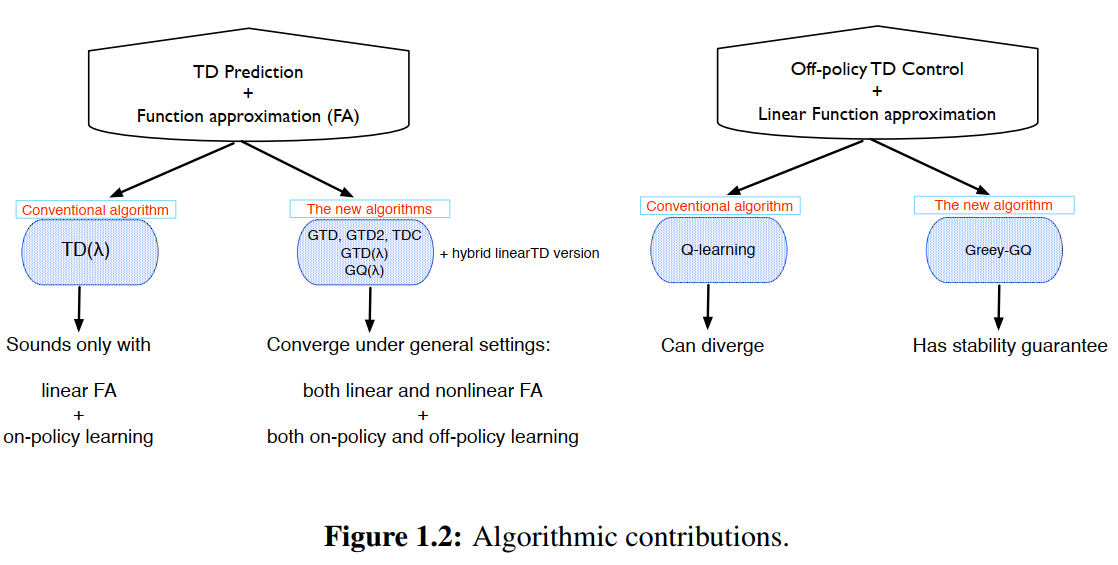 TD Prediction
+
Function approximation (FA)
Conventional algorithm
TD(λ)
Sounds only with
linear FA
+
on-policy learning
The new algorithms
GTD, GTD2, TDC
GTD(λ)
GQ(λ)
+ hybrid linearTD version
Converge under general settings:
both linear and nonlinear FA
+
both on-policy and off-policy learning
Off-policy TD Control
+
Linear Function approximation
Conventional algorithm
Q-learning
Can diverge
The new algorithm
Greey-GQ
Has stability guarantee
Figure 1.2: Algorithmic contributions.